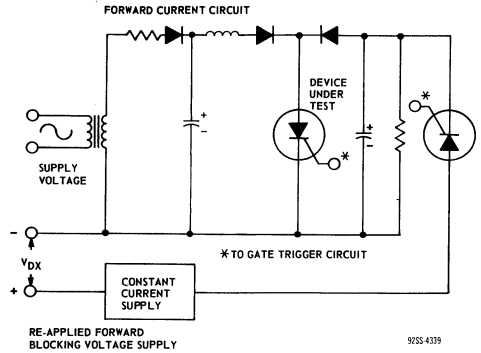 FORWARD CURRENT CIRCUIT
DEVICE
UNDER
TEST
*
+
−
+
−
*
SUPPLY
VOLTAGE
−
* TO GATE TRIGGER CIRCUIT
VDX
+
CONSTANT
CURRENT
SUPPLY
RE-APPLIED FORWARD
BLOCKING VOLTAGE SUPPLY
92SS-4339